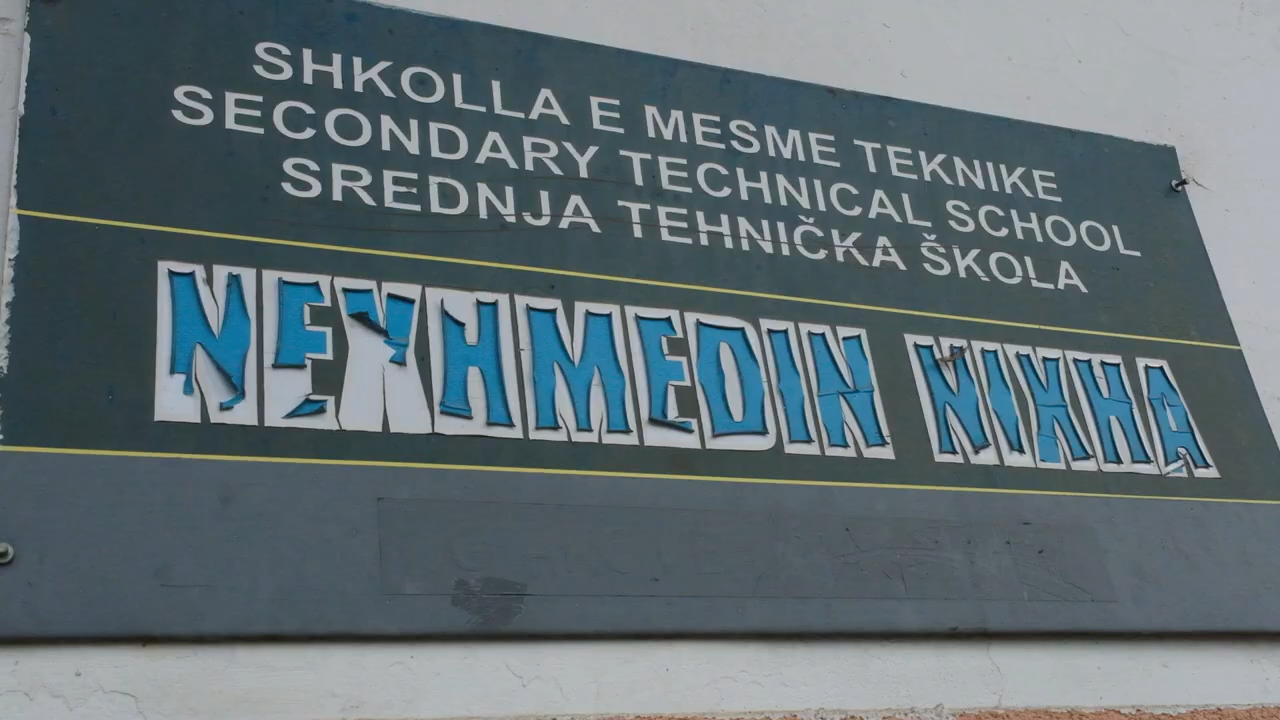 SHKOLLA E MESME TEKNIKE
SECONDARY TECHNICAL SCHOOL
SREDNJA TEHNIČKA ŠKOLA
NEXHMEDIN NIXHA